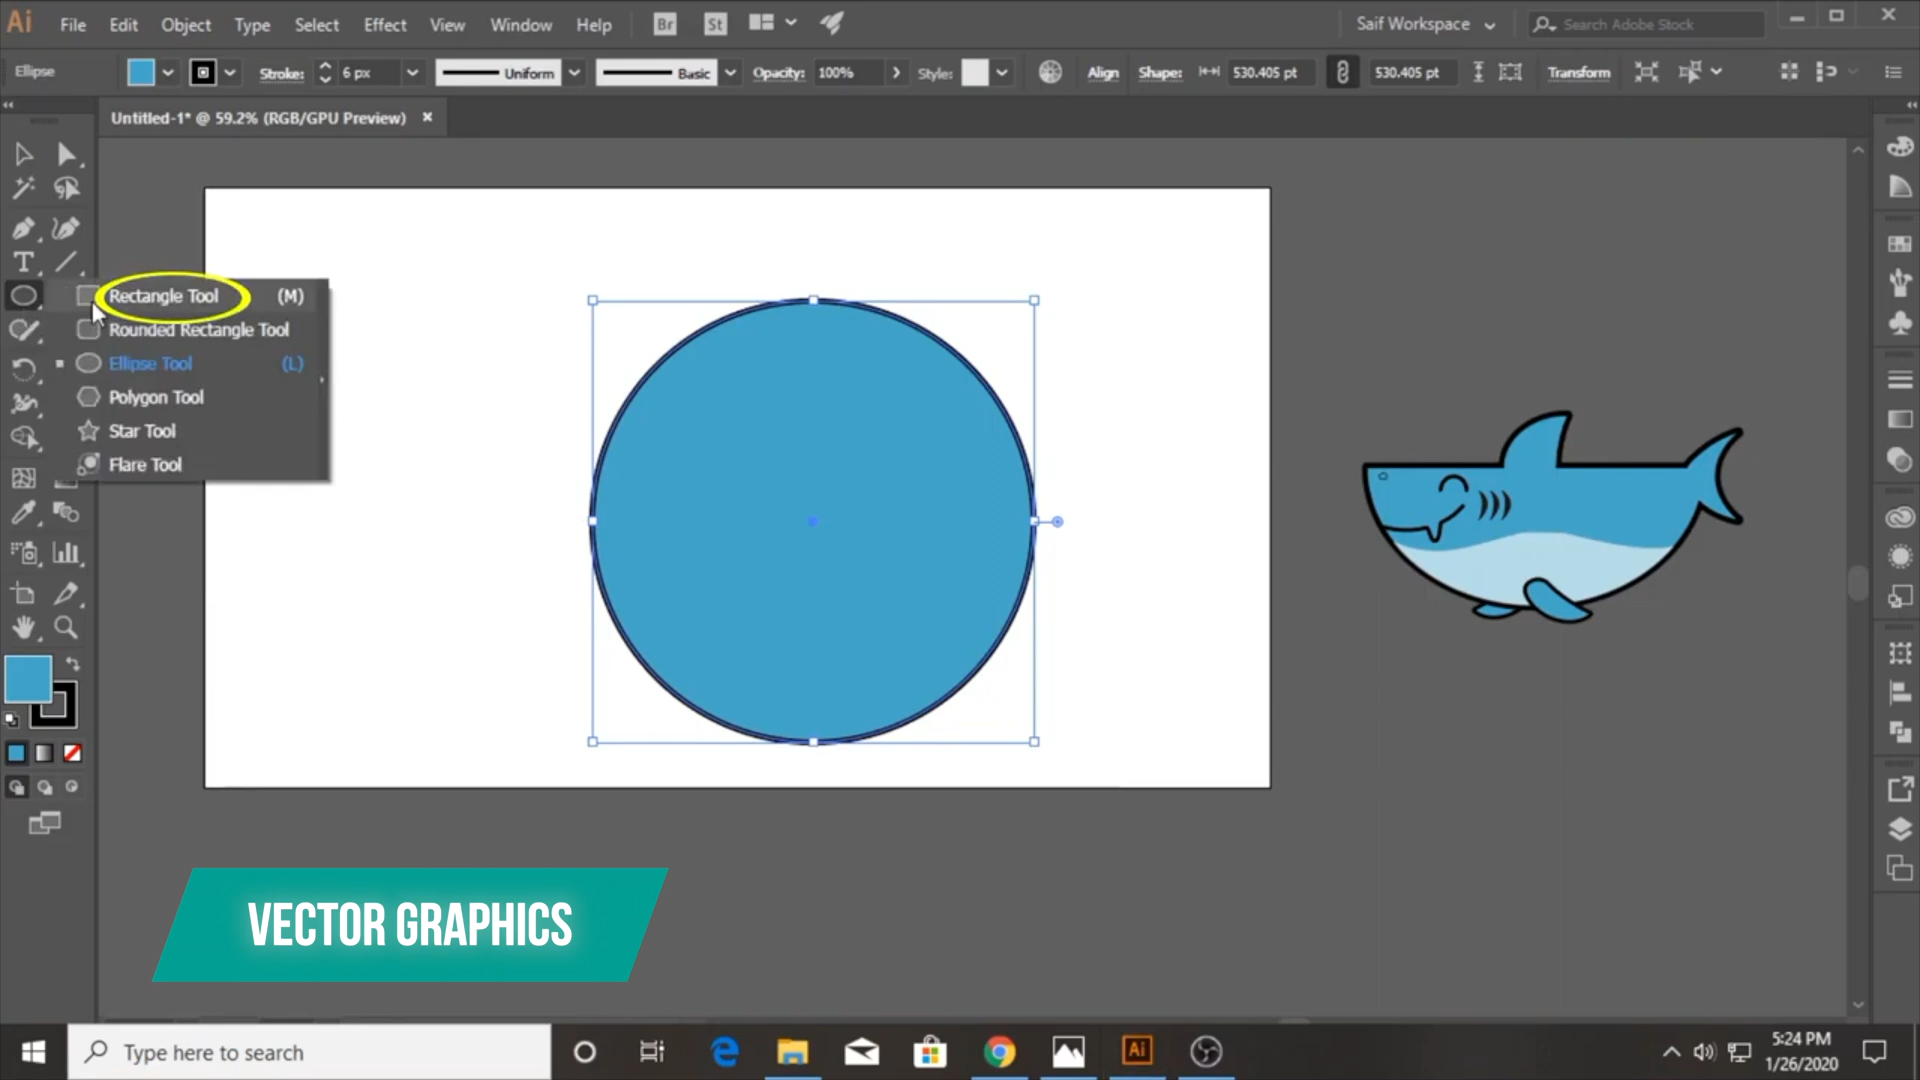 Ai File Edit Object Type Select Effect View Window Help Br St Saif Workspace Search Adobe Stock
Ellipse Stroke: 6 px Uniform Basic Opacity: 100% Style: Align Shape: 530.405 pt 530.405 pt Transform
Untitled-1* @ 59.2% (RGB/GPU Preview) ×
Rectangle Tool (M)
Rounded Rectangle Tool
Ellipse Tool (L)
Polygon Tool
Star Tool
Flare Tool
VECTOR GRAPHICS
Type here to search
Ai
5:24 PM
1/26/2020